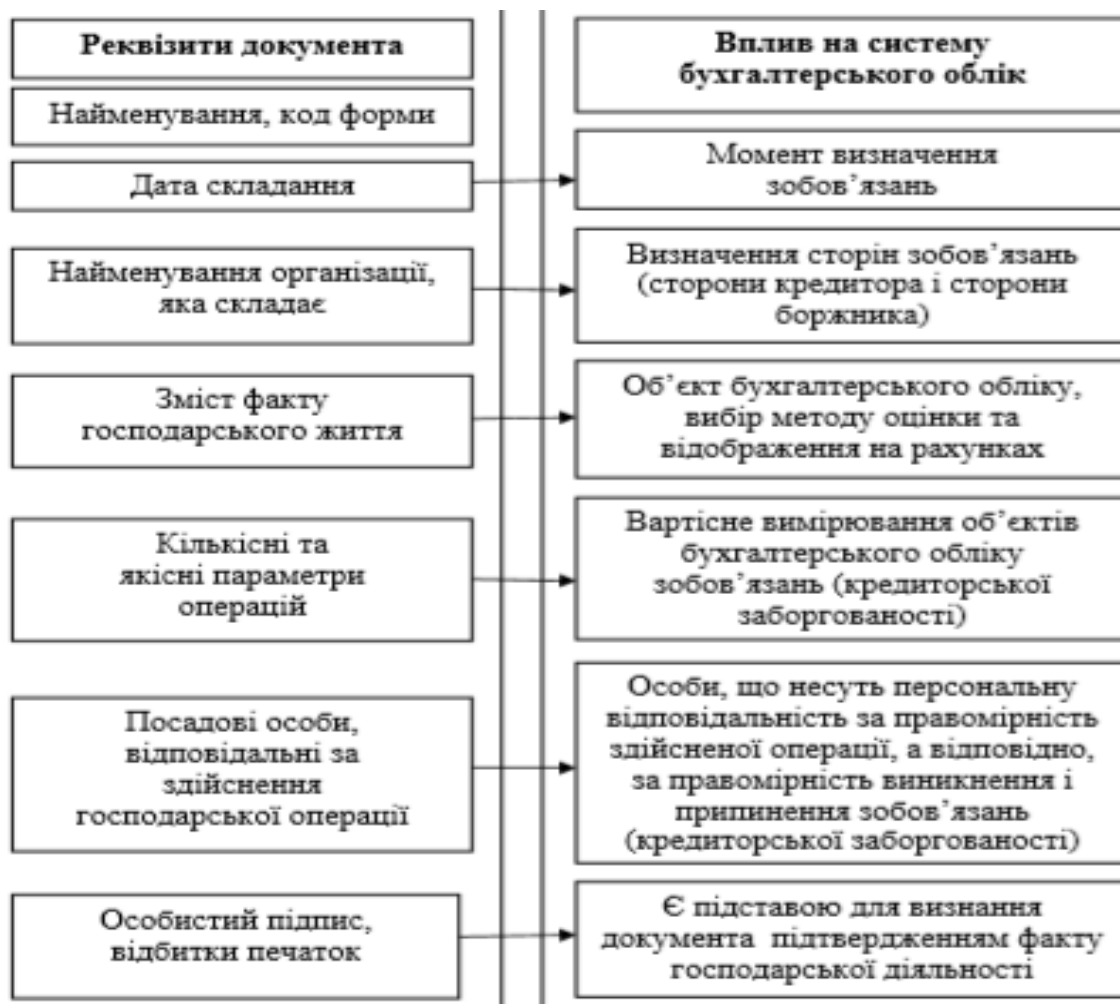 Реквізити документа
Вплив на систему
бухгалтерського облік
Найменування, код форми
Дата складання
Момент визначення
зобов’язань
Найменування організації,
яка складає
Визначення сторін зобов’язань
(сторони кредитора і сторони
боржника)
Зміст факту
господарського життя
Об’єкт бухгалтерського обліку,
вибір методу оцінки та
відображення на рахунках
Кількісні та
якісні параметри
операцій
Вартісне вимірювання об’єктів
бухгалтерського обліку
зобов’язань (кредиторської
заборгованості)
Посадові особи,
відповідальні за
здійснення
господарської операції
Особи, що несуть персональну
відповідальність за правомірність
здійсненої операції, а відповідно,
за правомірність виникнення і
припинення зобов’язань
(кредиторської заборгованості)
Особистий підпис,
відбитки печаток
Є підставою для визнання
документа підтвердженням факту
господарської діяльності